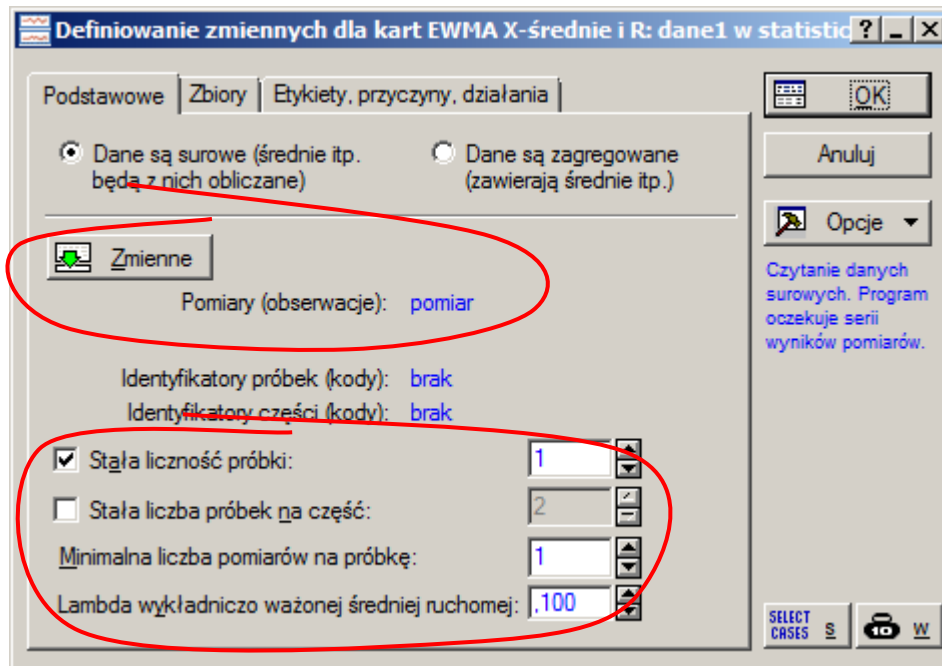 Definiowanie zmiennych dla kart EWMA X-średnie i R: dane1 w statistic
Podstawowe
Zbiory
Etykiety, przyczyny, działania
Dane są surowe (średnie itp.
będą z nich obliczane)
Dane są zagregowane
(zawierają średnie itp.)
Zmienne
Pomiary (obserwacje): pomiar
Identyfikatory próbek (kody): brak
Identyfikatory części (kody): brak
Stała liczność próbki: 1
Stała liczba próbek na część: 2
Minimalna liczba pomiarów na próbkę: 1
Lambda wykładniczo ważonej średniej ruchomej: ,100
OK
Anuluj
Opcje
Czytanie danych
surowych. Program
oczekuje serii
wyników pomiarów.
SELECT
CASES S
W